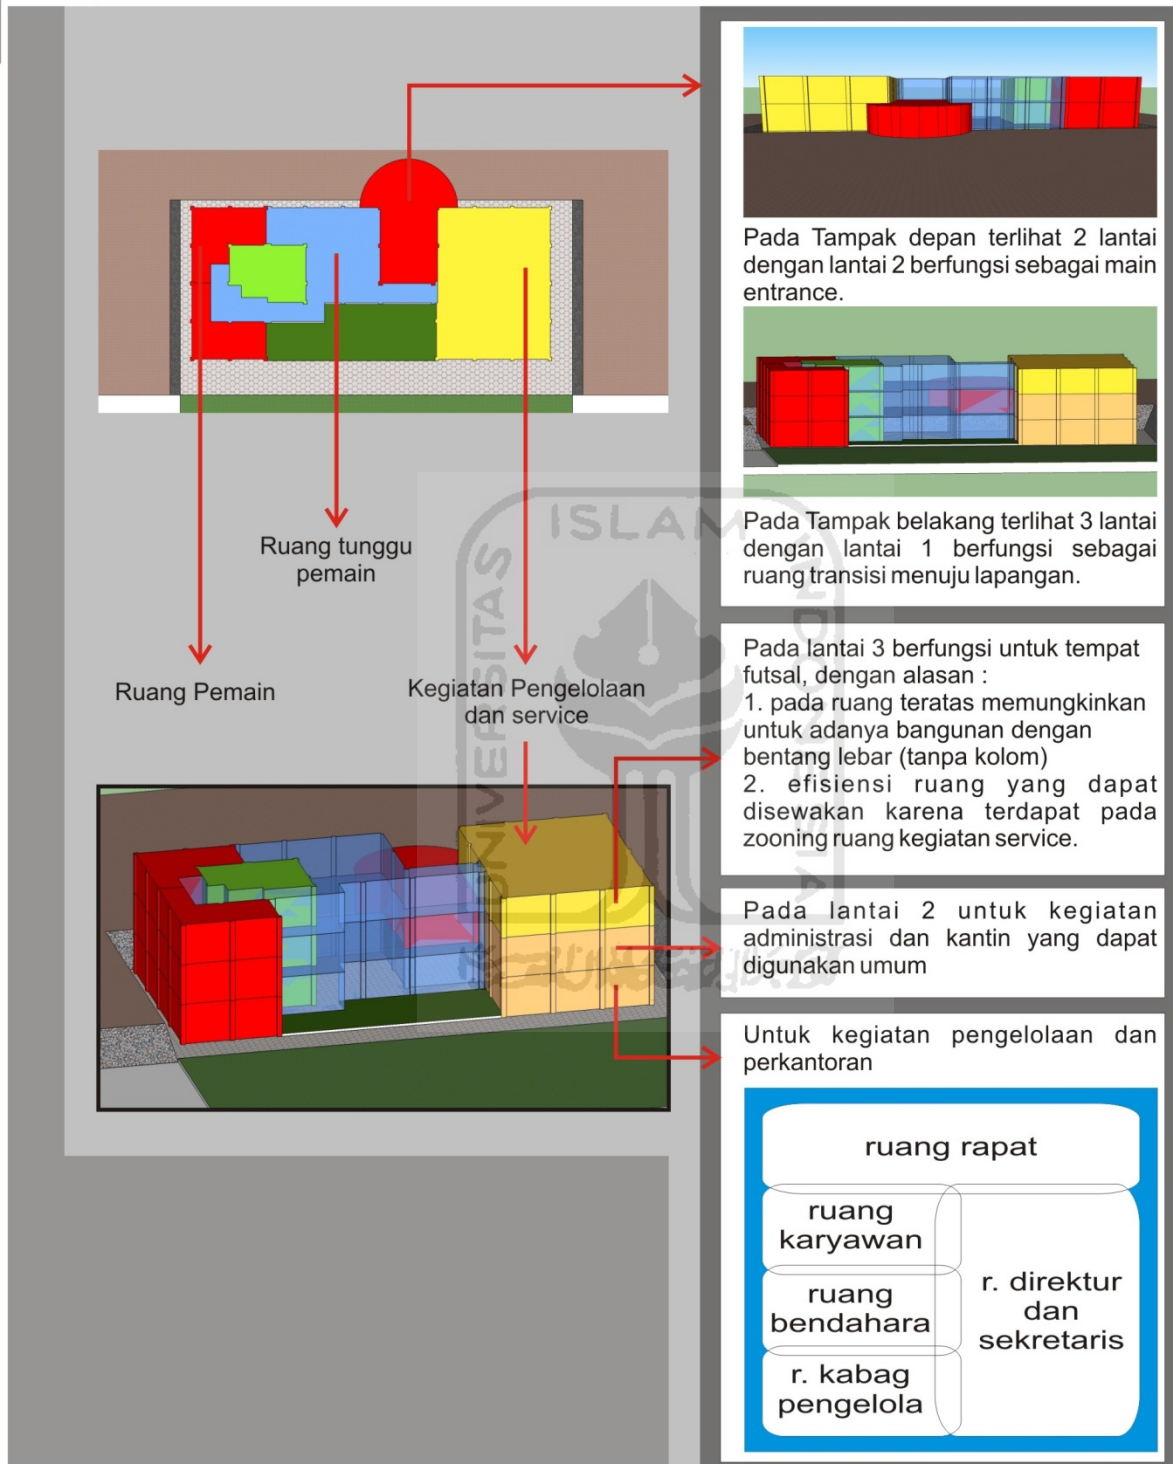 Pada Tampak depan terlihat 2 lantai
dengan lantai 2 berfungsi sebagai main
entrance.
Pada Tampak belakang terlihat 3 lantai
dengan lantai 1 berfungsi sebagai
ruang transisi menuju lapangan.
Ruang tunggu
pemain
Ruang Pemain
Kegiatan Pengelolaan
dan service
Pada lantai 3 berfungsi untuk tempat
futsal, dengan alasan :
1. pada ruang teratas memungkinkan
untuk adanya bangunan dengan
bentang lebar (tanpa kolom)
2. efisiensi ruang yang dapat
disewakan karena terdapat pada
zooning ruang kegiatan service.
Pada lantai 2 untuk kegiatan
administrasi dan kantin yang dapat
digunakan umum
Untuk kegiatan pengelolaan dan
perkantoran
ruang rapat
ruang
karyawan
ruang
bendahara
r. kabag
pengelola
r. direktur
dan
sekretaris
UNIVERSITAS
ISLAM
INDONESIA